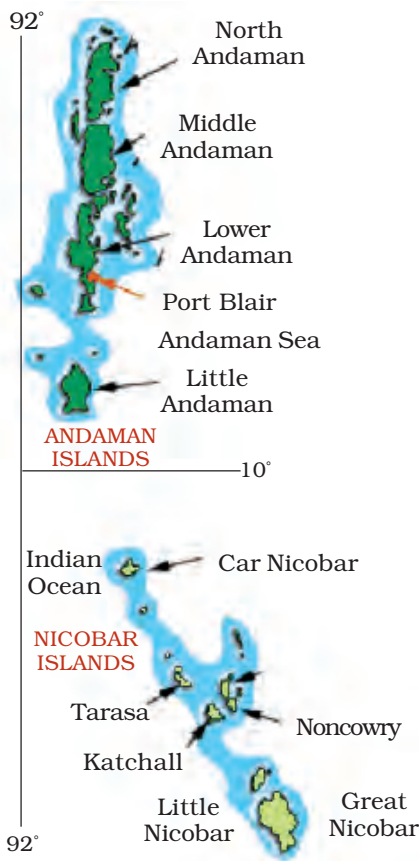 92°
North
Andaman
Middle
Andaman
Lower
Andaman
Port Blair
Andaman Sea
Little
Andaman
ANDAMAN
ISLANDS
10°
Indian
Ocean
Car Nicobar
NICOBAR
ISLANDS
Tarasa
Noncowry
Katchall
Little
Nicobar
Great
Nicobar
92°